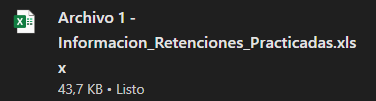 Archivo 1 -
Informacion_Retenciones_Practicadas.xls
x
43,7 KB • Listo